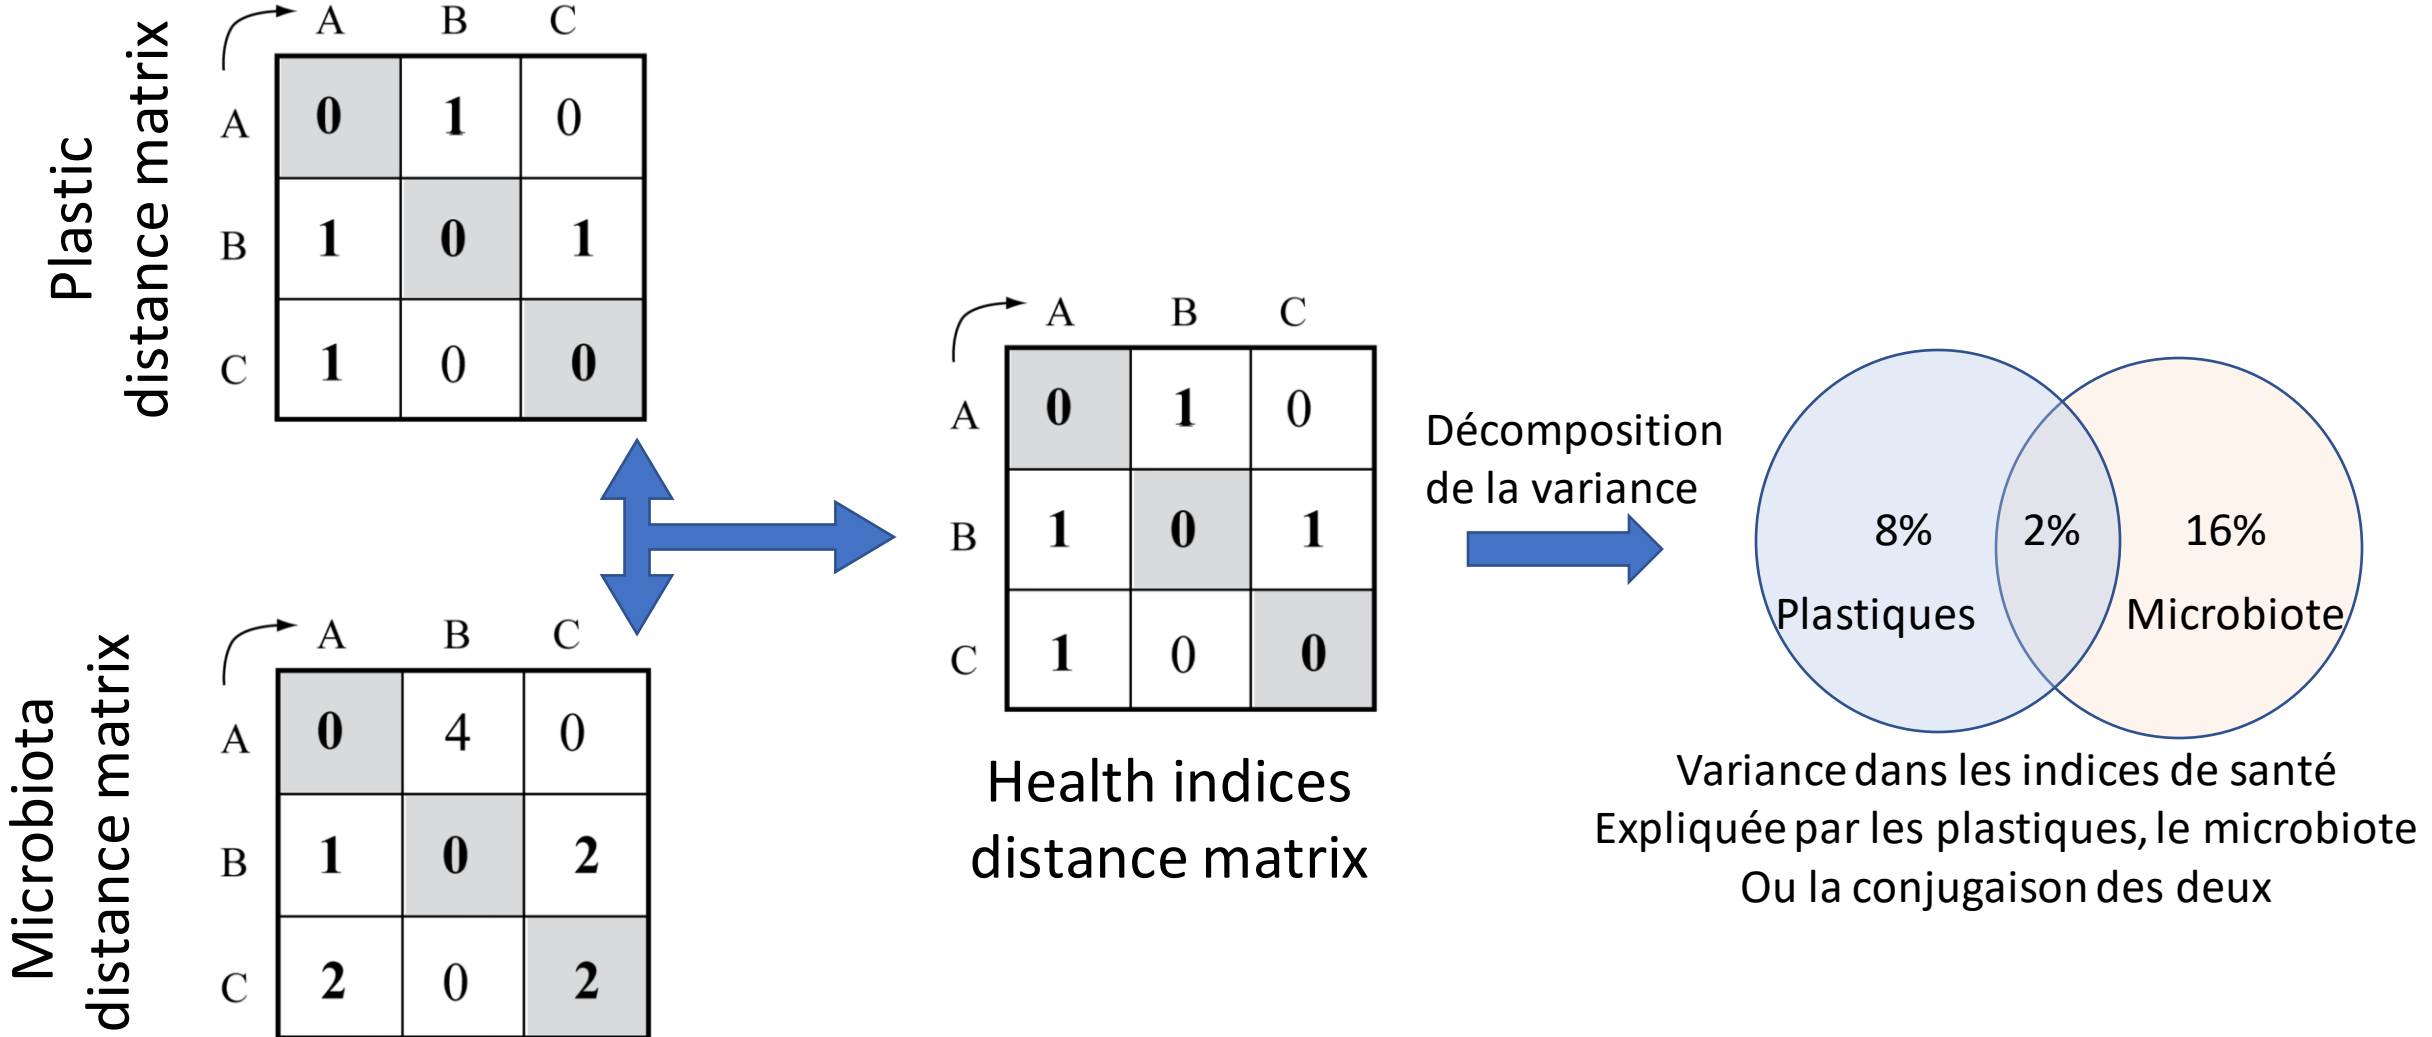 Plastic
distance matrix
A B C
A 0 1 0
B 1 0 1
C 1 0 0
Microbiota
distance matrix
A B C
A 0 4 0
B 1 0 2
C 2 0 2
A B C
A 0 1 0
B 1 0 1
C 1 0 0
Health indices
distance matrix
Décomposition
de la variance
8% 2% 16%
Plastiques Microbiote
Variance dans les indices de santé
Expliquée par les plastiques, le microbiote
Ou la conjugaison des deux